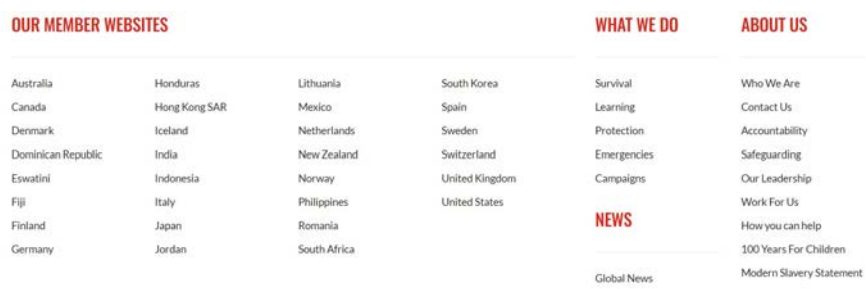 OUR MEMBER WEBSITES
Australia
Canada
Denmark
Dominican Republic
Eswatini
Fiji
Finland
Germany
Honduras
Hong Kong SAR
Iceland
India
Indonesia
Italy
Japan
Jordan
Lithuania
Mexico
Netherlands
New Zealand
Norway
Philippines
Romania
South Africa
South Korea
Spain
Sweden
Switzerland
United Kingdom
United States
WHAT WE DO
Survival
Learning
Protection
Emergencies
Campaigns
NEWS
Global News
ABOUT US
Who We Are
Contact Us
Accountability
Safeguarding
Our Leadership
Work For Us
How you can help
100 Years For Children
Modern Slavery Statement